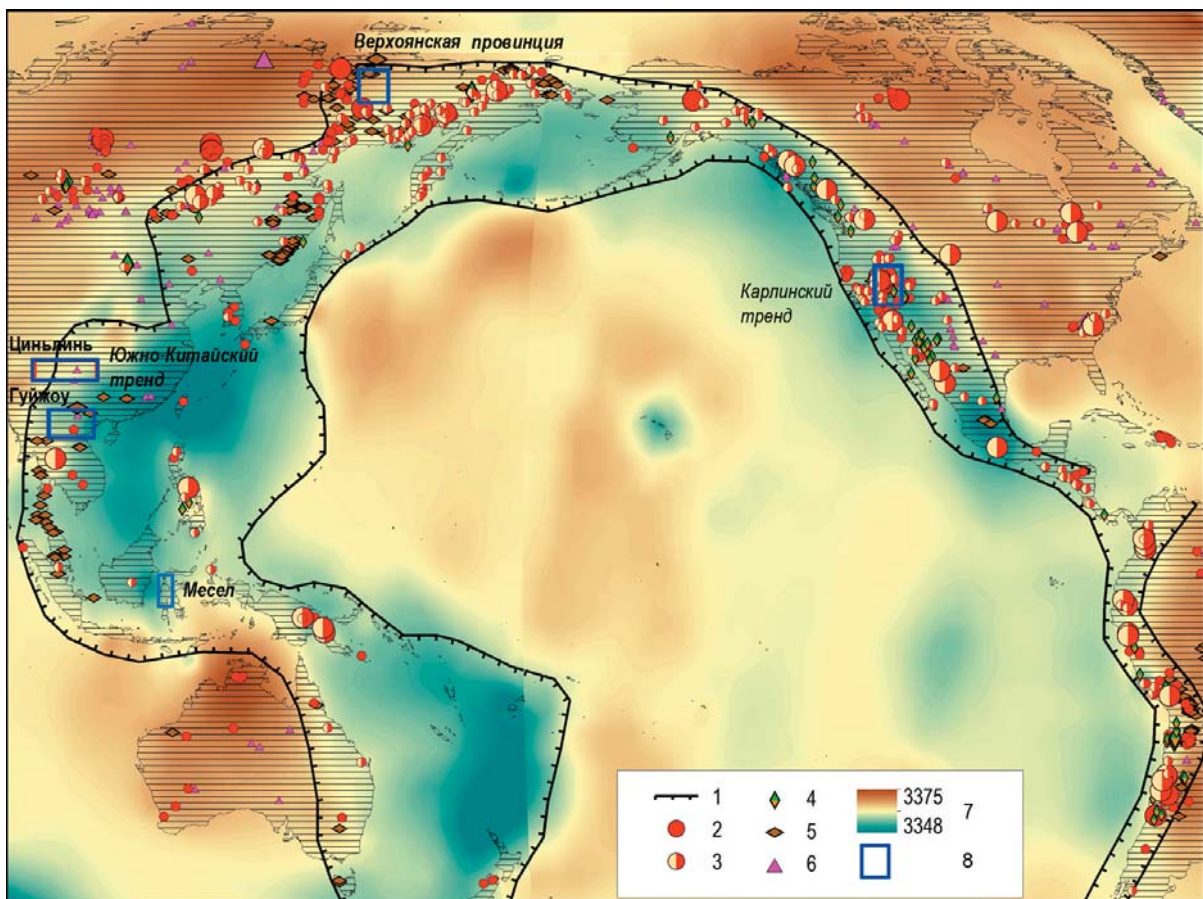 Верхоянская провинция
Карлинский
тренд
Циньлинь
Южно-Китайский
тренд
Гуйжоу
Месел
1
2
3
4
5
6
3375
3348
7
8